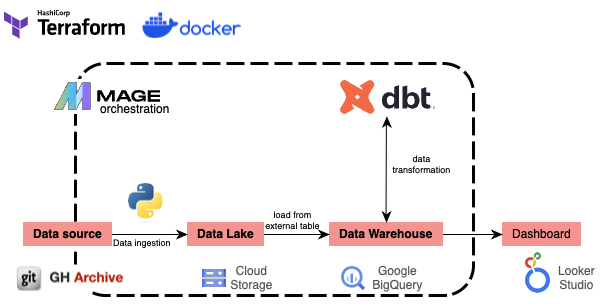 HashiCorp
Terraform
docker
MAGE
orchestration
dbt
data
transformation
load from
external table
Data source
Data ingestion
Data Lake
Data Warehouse
Dashboard
git
GH Archive
Cloud
Storage
Google
BigQuery
Looker
Studio